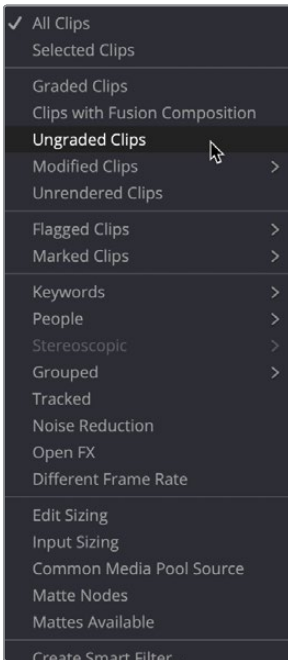 All Clips
Selected Clips
Graded Clips
Clips with Fusion Composition
Ungraded Clips
Modified Clips
Unrendered Clips
Flagged Clips
Marked Clips
Keywords
People
Stereoscopic
Grouped
Tracked
Noise Reduction
Open FX
Different Frame Rate
Edit Sizing
Input Sizing
Common Media Pool Source
Matte Nodes
Mattes Available
Create Smart Filter